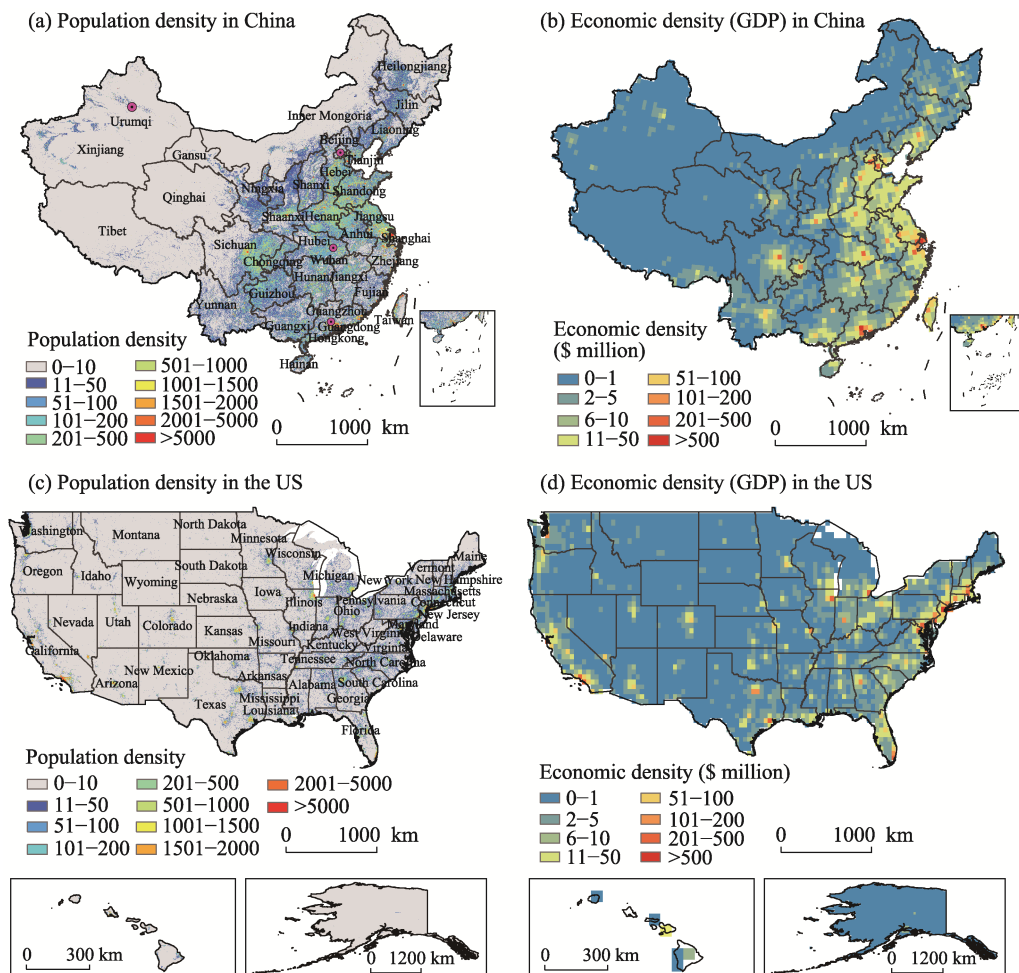 (a) Population density in China
Heilongjiang
Jilin
Urumqi
Inner Mongoria
Liaoning
Beijing
Xinjiang
Gansu
Tianjin
Hebei
Ningxia
Shanxi
Shandong
Qinghai
Shaanxi
Henan
Jiangsu
Tibet
Anhui
Shanghai
Sichuan
Hubei
Chongqing
Wuhan
Zhejiang
Hunan
Jiangxi
Guizhou
Fujian
Yunnan
Guangzhou
Taiwan
Guangxi
Guangdong
Hongkong
Hainan
Population density
0–10
11–50
51–100
101–200
201–500
501–1000
1001–1500
1501–2000
2001–5000
>5000
0 1000 km
(b) Economic density (GDP) in China
Economic density
($ million)
0–1
2–5
6–10
11–50
51–100
101–200
201–500
>500
0 1000 km
(c) Population density in the US
Washington
North Dakota
Montana
Minnesota
Maine
Wisconsin
Vermont
Oregon
South Dakota
Idaho
Michigan
New York
New Hampshire
Wyoming
Massachusetts
Nebraska
Iowa
Pennsylvania
Connecticut
Illinois
Ohio
New Jersey
Nevada
Utah
Colorado
Indiana
Maryland
Kansas
West Virginia
Delaware
Missouri
Kentucky
Virginia
California
Oklahoma
Tennessee
North Carolina
New Mexico
Arizona
Arkansas
Alabama
South Carolina
Mississippi
Georgia
Texas
Louisiana
Florida
Population density
0–10
11–50
51–100
101–200
201–500
501–1000
1001–1500
1501–2000
2001–5000
>5000
0 1000 km
0 300 km
0 1200 km
(d) Economic density (GDP) in the US
Economic density ($ million)
0–1
2–5
6–10
11–50
51–100
101–200
201–500
>500
0 1000 km
0 300 km
0 1200 km